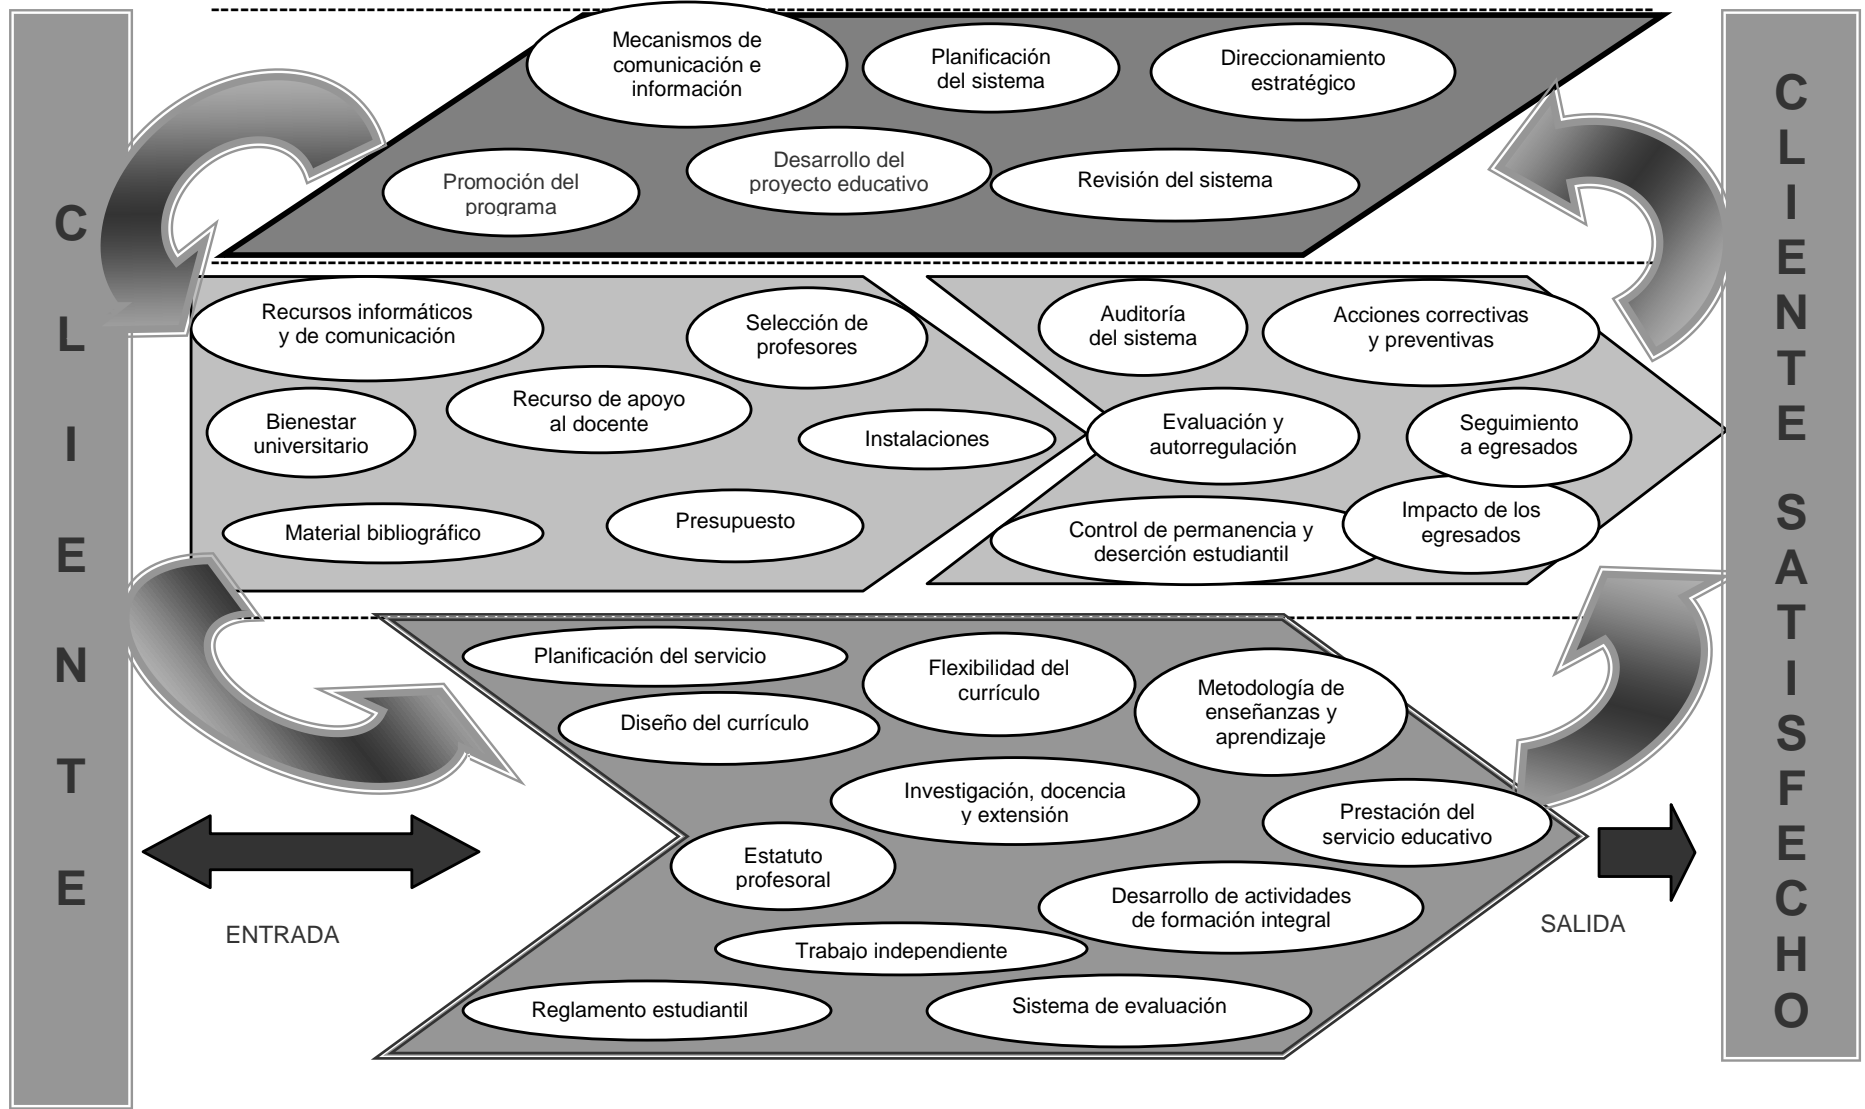 CLIENTE
Mecanismos de
comunicación e
información
Planificación
del sistema
Direccionamiento
estratégico
Promoción del
programa
Desarrollo del
proyecto educativo
Revisión del sistema
Recursos informáticos
y de comunicación
Selección de
profesores
Bienestar
universitario
Recurso de apoyo
al docente
Instalaciones
Material bibliográfico
Presupuesto
Auditoría
del sistema
Acciones correctivas
y preventivas
Evaluación y
autorregulación
Seguimiento
a egresados
Control de permanencia y
deserción estudiantil
Impacto de los
egresados
Planificación del servicio
Flexibilidad del
currículo
Metodología de
enseñanzas y
aprendizaje
Diseño del currículo
Investigación, docencia
y extensión
Prestación del
servicio educativo
Estatuto
profesoral
Desarrollo de actividades
de formación integral
Trabajo independiente
Reglamento estudiantil
Sistema de evaluación
ENTRADA
SALIDA
CLIENTE SATISFECHO